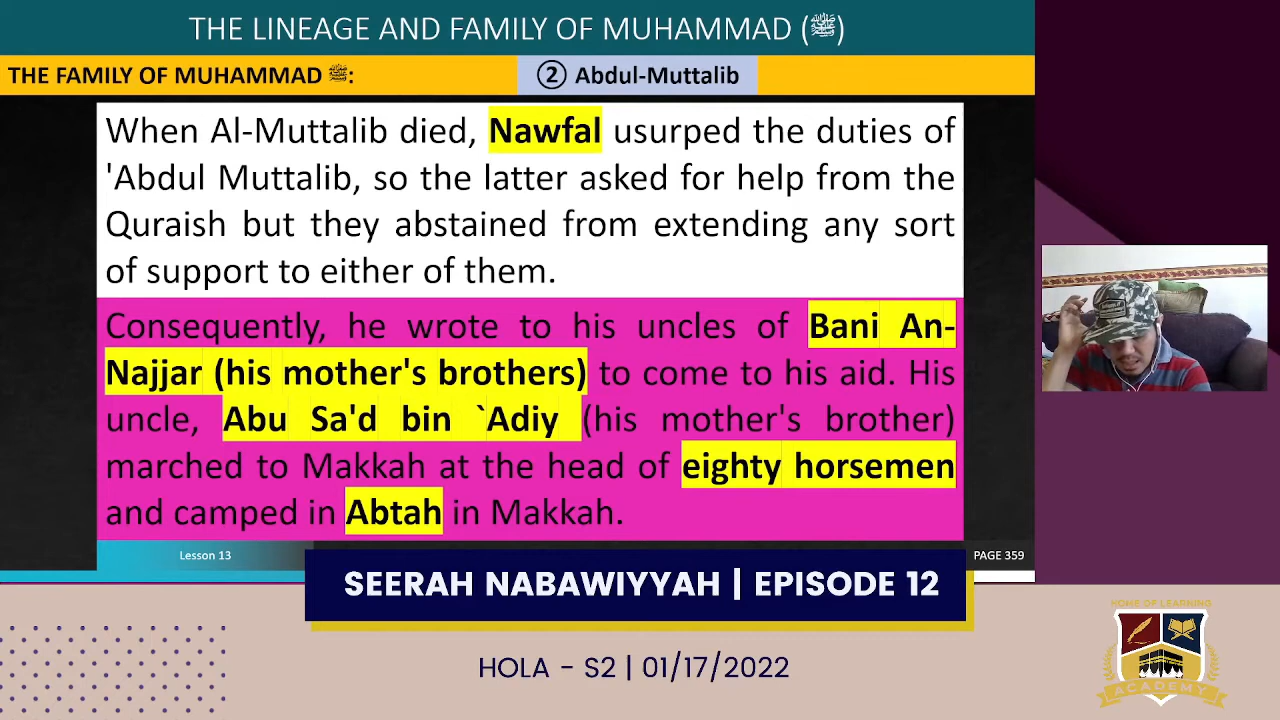 THE LINEAGE AND FAMILY OF MUHAMMAD (ﷺ)
THE FAMILY OF MUHAMMAD ﷺ:
② Abdul-Muttalib
When Al-Muttalib died, Nawfal usurped the duties of
'Abdul Muttalib, so the latter asked for help from the
Quraish but they abstained from extending any sort
of support to either of them.
Consequently, he wrote to his uncles of Bani An-
Najjar (his mother's brothers) to come to his aid. His
uncle, Abu Sa'd bin `Adiy (his mother's brother)
marched to Makkah at the head of eighty horsemen
and camped in Abtah in Makkah.
Lesson 13
PAGE 359
SEERAH NABAWIYYAH | EPISODE 12
HOLA - S2 | 01/17/2022
HOME OF LEARNING
ACADEMY